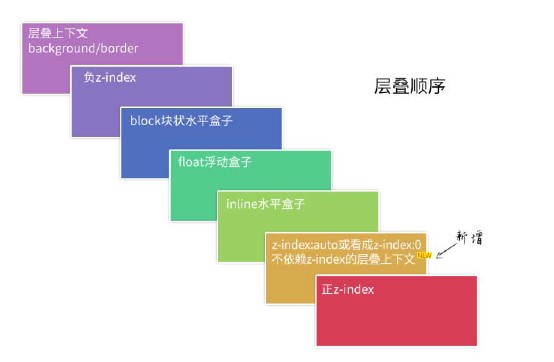 层叠上下文
background/border
负z-index
层叠顺序
block块状水平盒子
float浮动盒子
inline水平盒子
z-index:auto或看成z-index:0
不依赖z-index的层叠上下文
NEW
新增
正z-index